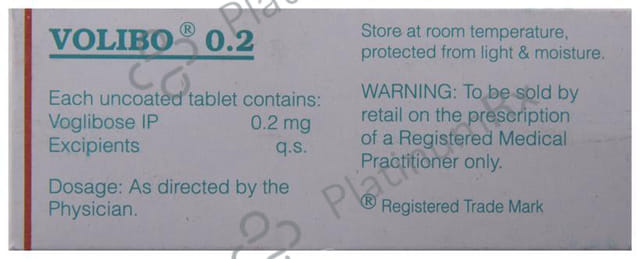 VOLIBO® 0.2
Each uncoated tablet contains:
Voglibose IP 0.2 mg
Excipients q.s.
Dosage: As directed by the
Physician.
Store at room temperature,
protected from light & moisture.
WARNING: To be sold by
retail on the prescription
of a Registered Medical
Practitioner only.
® Registered Trade Mark
PlatinumRx